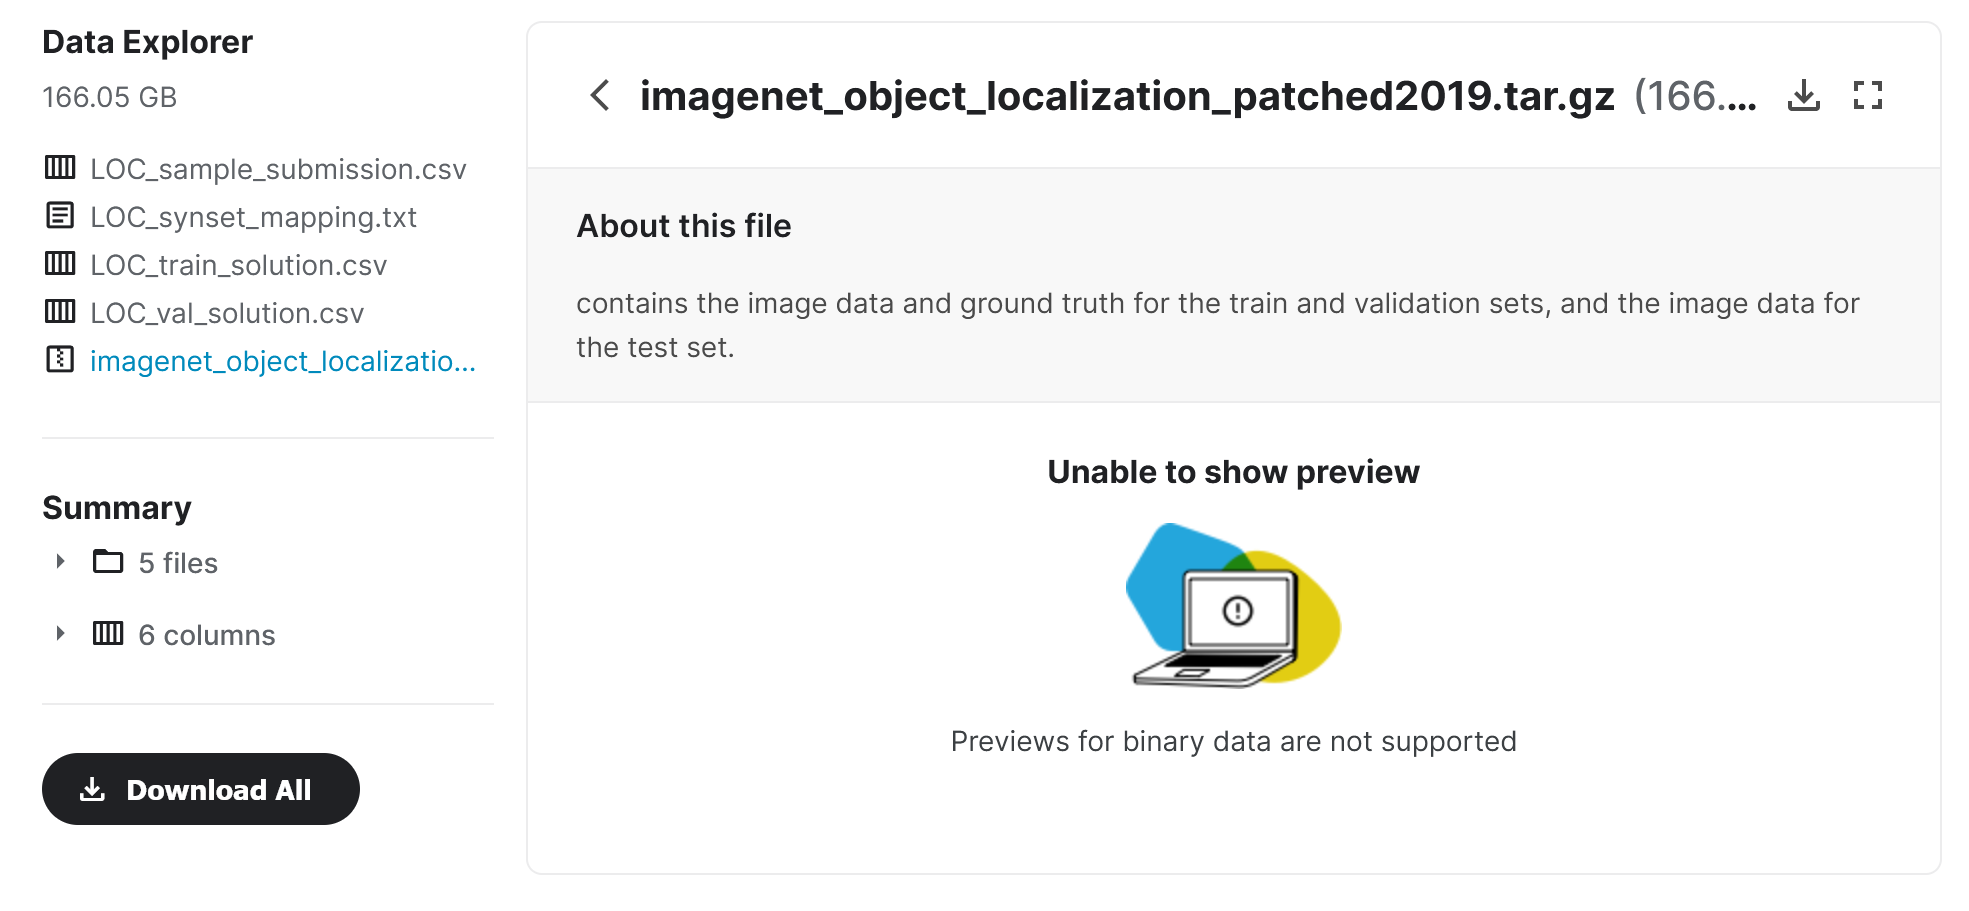 Data Explorer
166.05 GB
LOC_sample_submission.csv
LOC_synset_mapping.txt
LOC_train_solution.csv
LOC_val_solution.csv
imagenet_object_localizatio...
Summary
5 files
6 columns
Download All
imagenet_object_localization_patched2019.tar.gz (166....
About this file
contains the image data and ground truth for the train and validation sets, and the image data for
the test set.
Unable to show preview
Previews for binary data are not supported